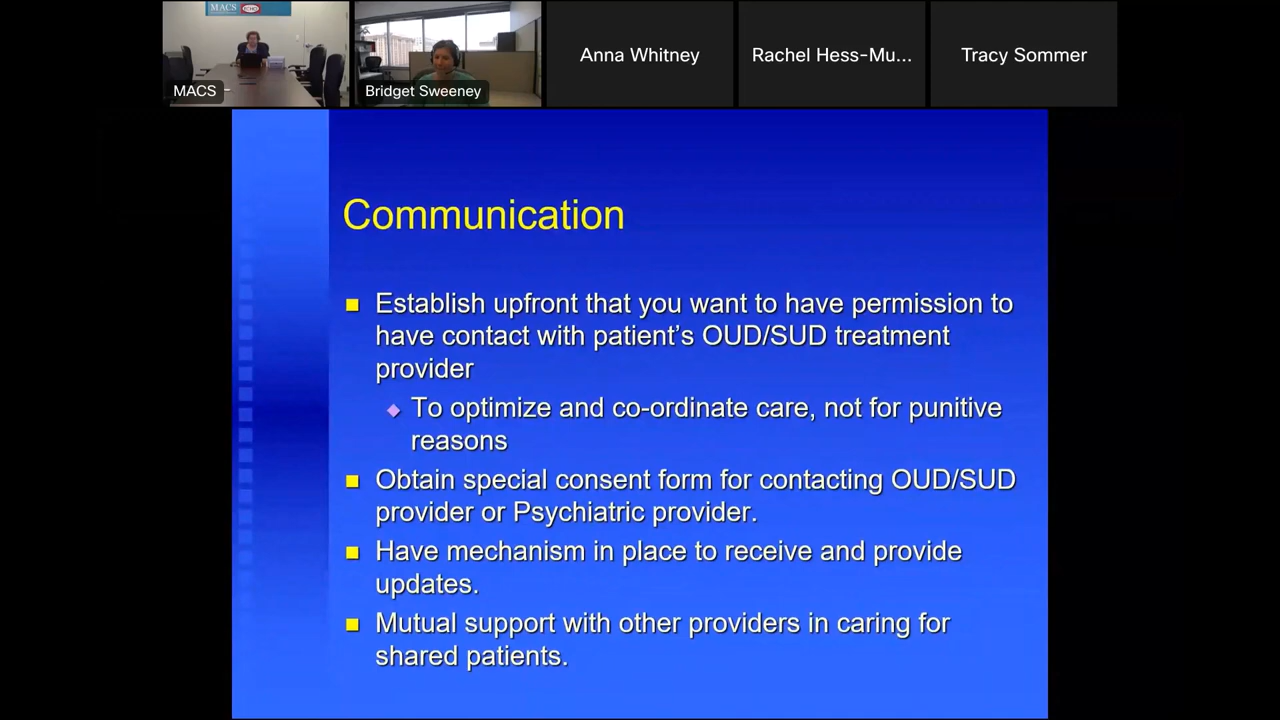 MACS
ECHO
MACS
Bridget Sweeney
Anna Whitney
Rachel Hess-Mu...
Tracy Sommer
Communication
Establish upfront that you want to have permission to
have contact with patient’s OUD/SUD treatment
provider
To optimize and co-ordinate care, not for punitive
reasons
Obtain special consent form for contacting OUD/SUD
provider or Psychiatric provider.
Have mechanism in place to receive and provide
updates.
Mutual support with other providers in caring for
shared patients.